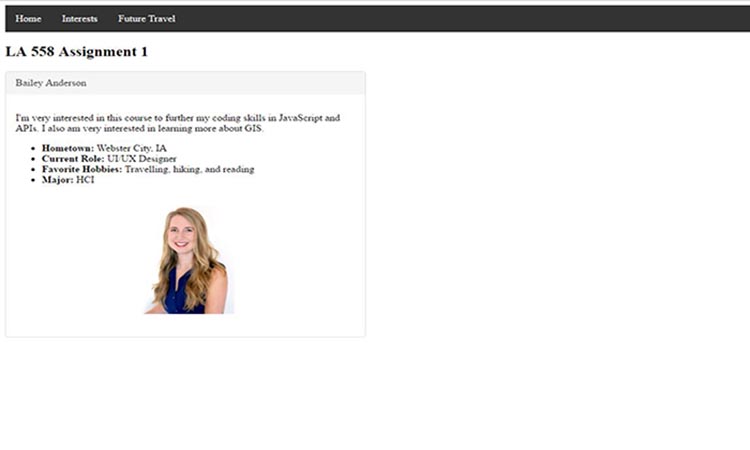 Home Interests Future Travel
LA 558 Assignment 1
Bailey Anderson
I'm very interested in this course to further my coding skills in JavaScript and
APIs. I also am very interested in learning more about GIS.
Hometown: Webster City, IA
Current Role: UI/UX Designer
Favorite Hobbies: Travelling, hiking, and reading
Major: HCI